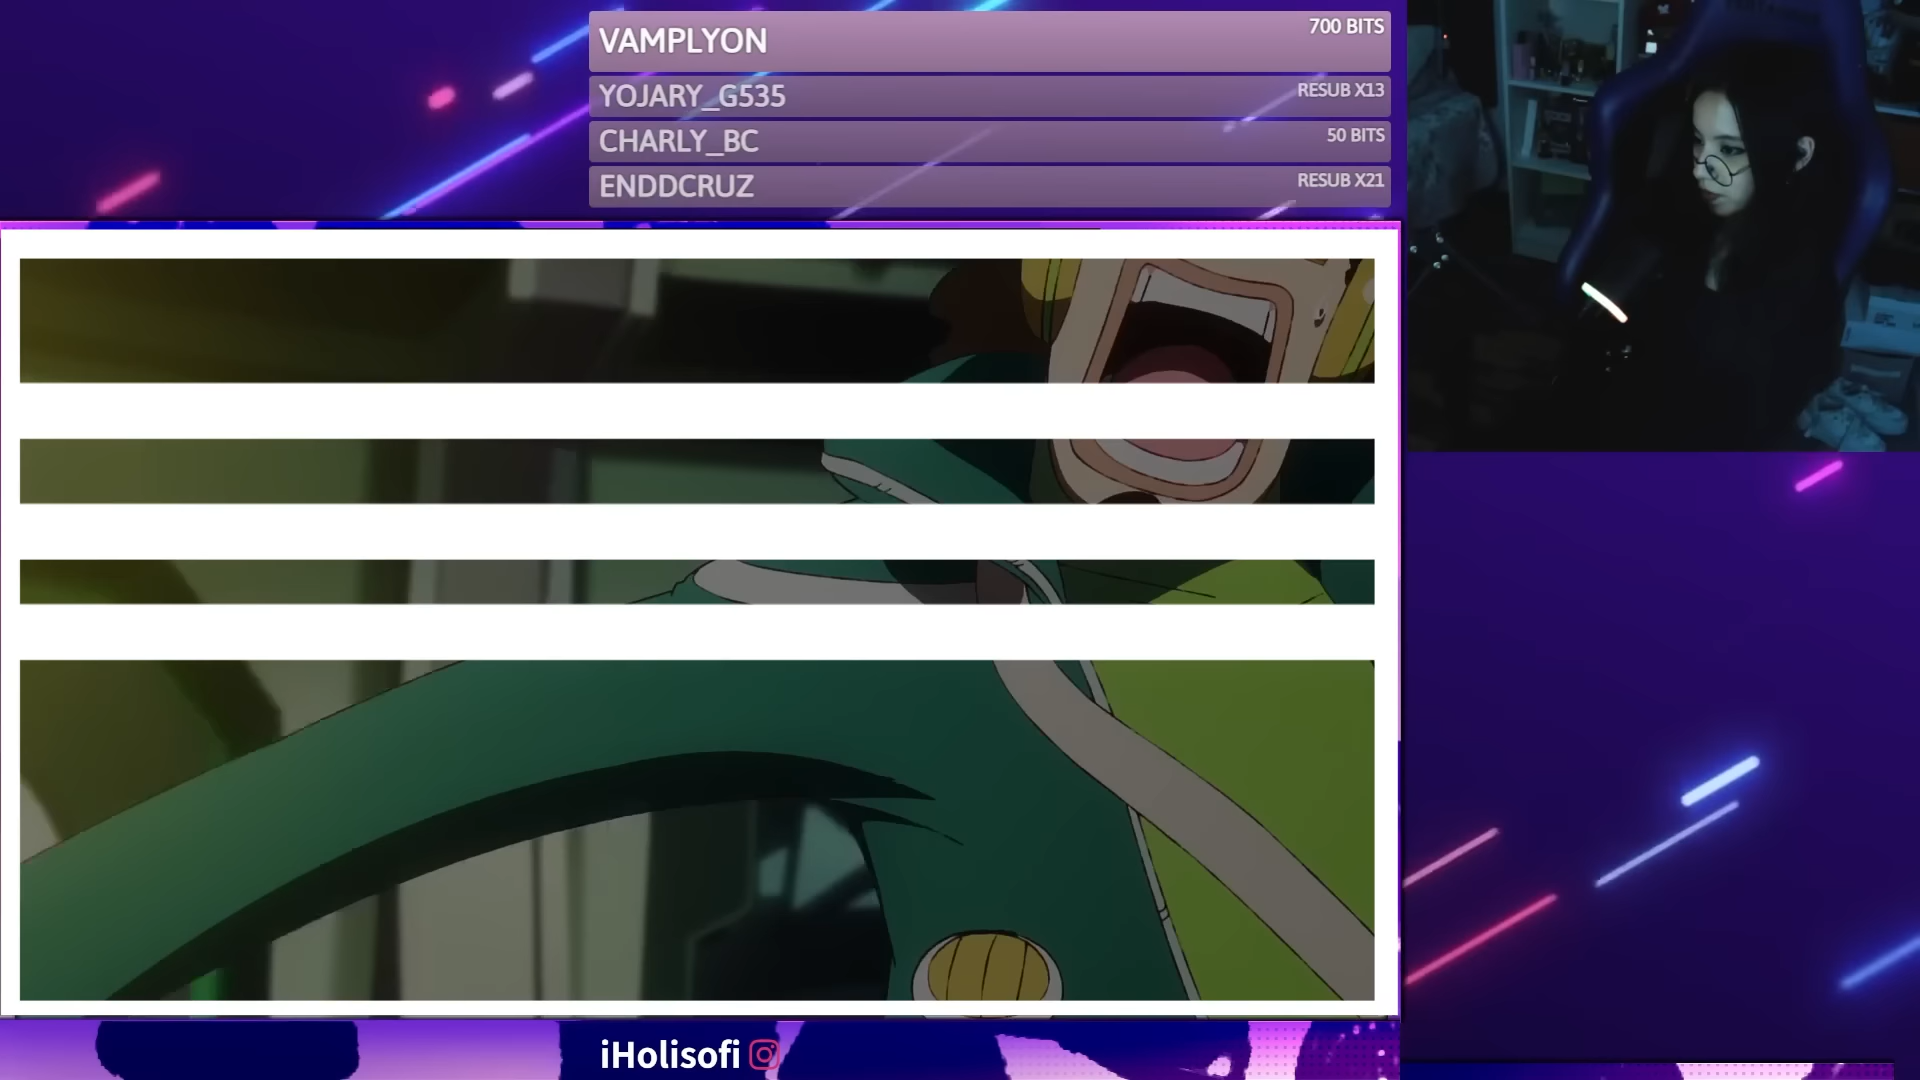 VAMPLYON 700 BITS
YOJARY_G535 RESUB X13
CHARLY_BC 50 BITS
ENDDCRUZ RESUB X21
iHolisofi